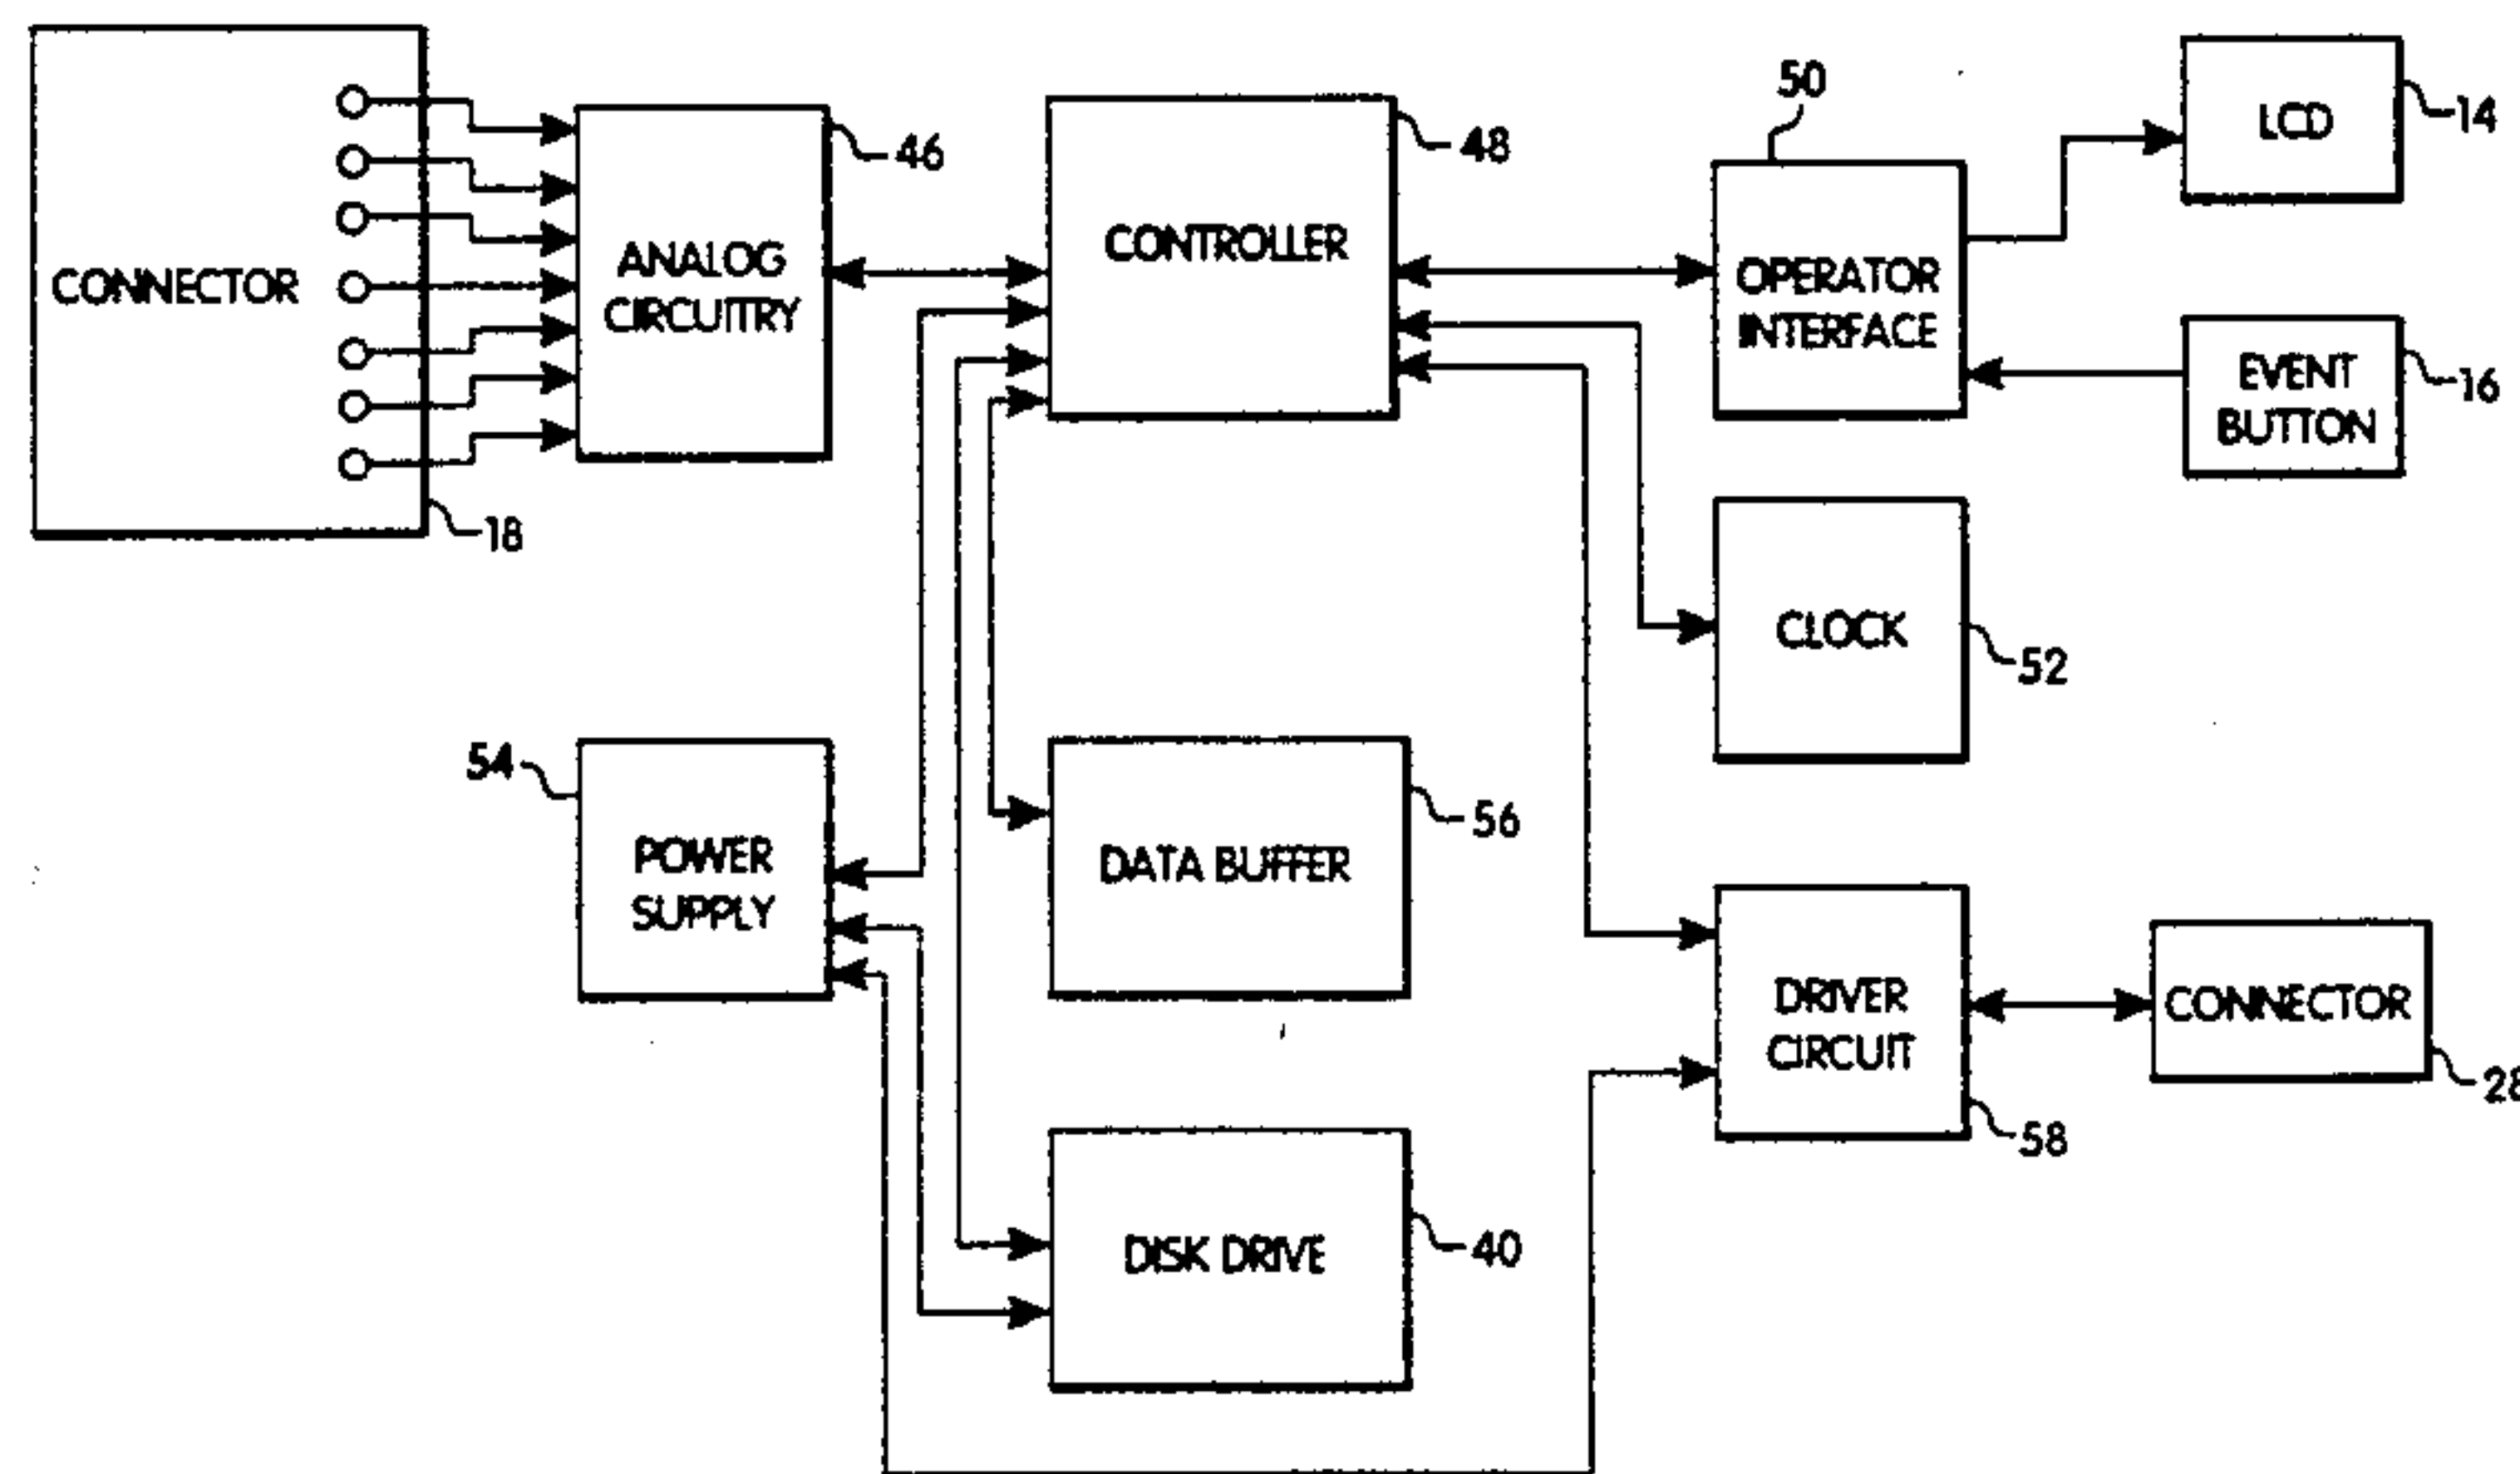 CONNECTOR
18
ANALOG
CIRCUITRY
46
CONTROLLER
48
50
OPERATOR
INTERFACE
LCD
14
EVENT
BUTTON
16
CLOCK
52
54
POWER
SUPPLY
DATA BUFFER
56
DRIVER
CIRCUIT
58
CONNECTOR
28
DISK DRIVE
40